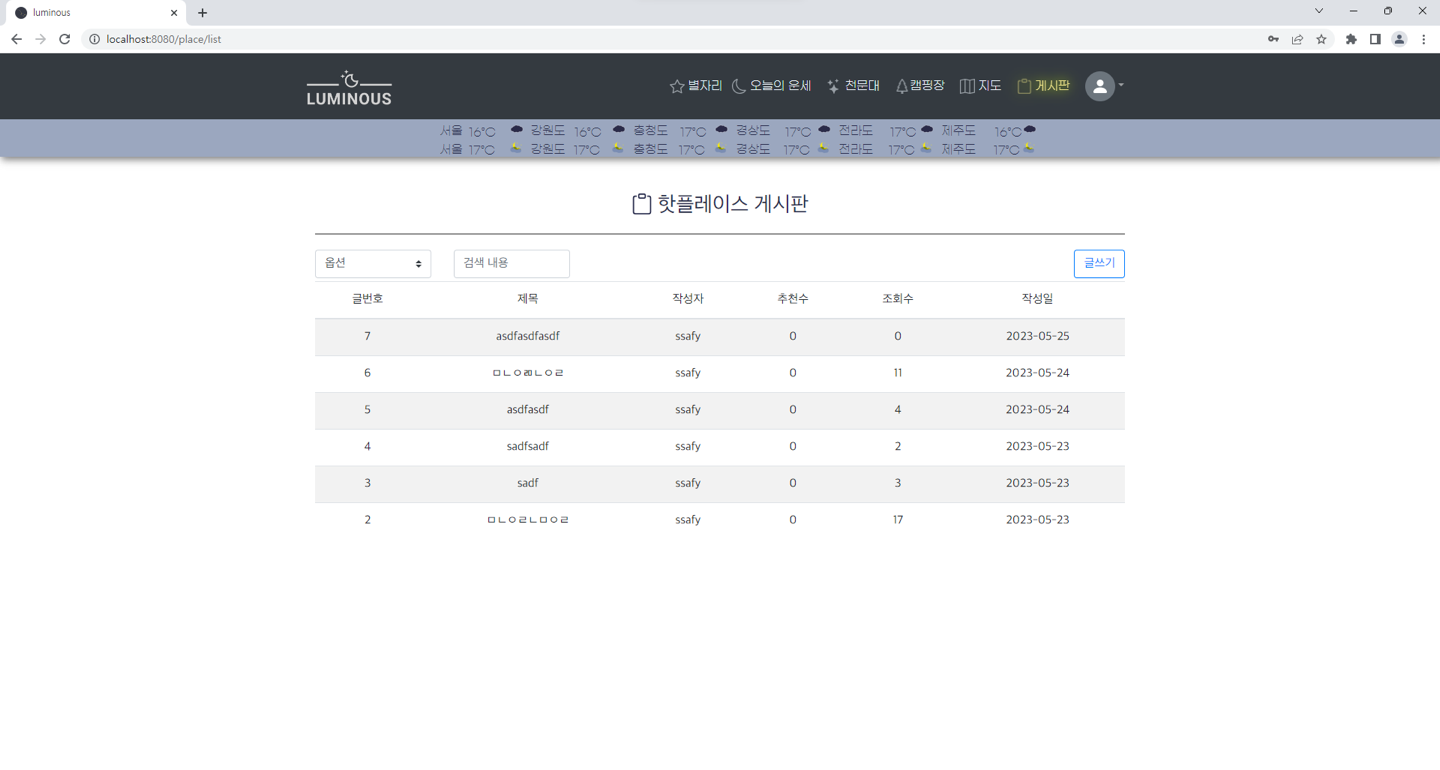 luminous
localhost:8080/place/list
LUMINOUS
별자리 오늘의 운세 천문대 캠핑장 지도 게시판
서울 16℃ 강원도 16℃ 충청도 17℃ 경상도 17℃ 전라도 17℃ 제주도 16℃
서울 17℃ 강원도 17℃ 충청도 17℃ 경상도 17℃ 전라도 17℃ 제주도 17℃
핫플레이스 게시판
옵션 검색 내용 글쓰기
글번호 제목 작성자 추천수 조회수 작성일
7 asdfasdfasdf ssafy 0 0 2023-05-25
6 ssafy 0 11 2023-05-24
5 asdfasdf ssafy 0 4 2023-05-24
4 sadfsadf ssafy 0 2 2023-05-23
3 sadf ssafy 0 3 2023-05-23
2 ㅁㄴㅇㄹㄴㅁㅇㄹ ssafy 0 17 2023-05-23